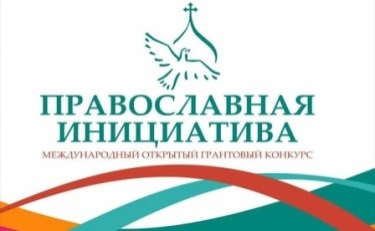 ПРАВОСЛАВНАЯ
ИНИЦИАТИВА
МЕЖДУНАРОДНЫЙ ОТКРЫТЫЙ ГРАНТОВЫЙ КОНКУРС